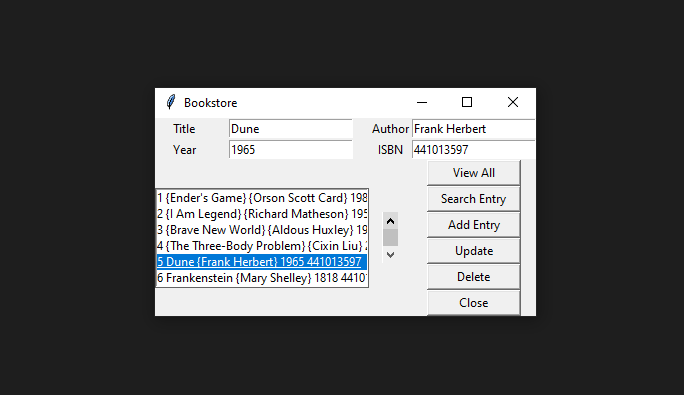 Bookstore
Title Dune Author Frank Herbert
Year 1965 ISBN 441013597
View All
Search Entry
Add Entry
Update
Delete
Close
1 {Ender's Game} {Orson Scott Card} 198
2 {I Am Legend} {Richard Matheson} 195
3 {Brave New World} {Aldous Huxley} 19
4 {The Three-Body Problem} {Cixin Liu} 2
5 Dune {Frank Herbert} 1965 441013597
6 Frankenstein {Mary Shelley} 1818 4410